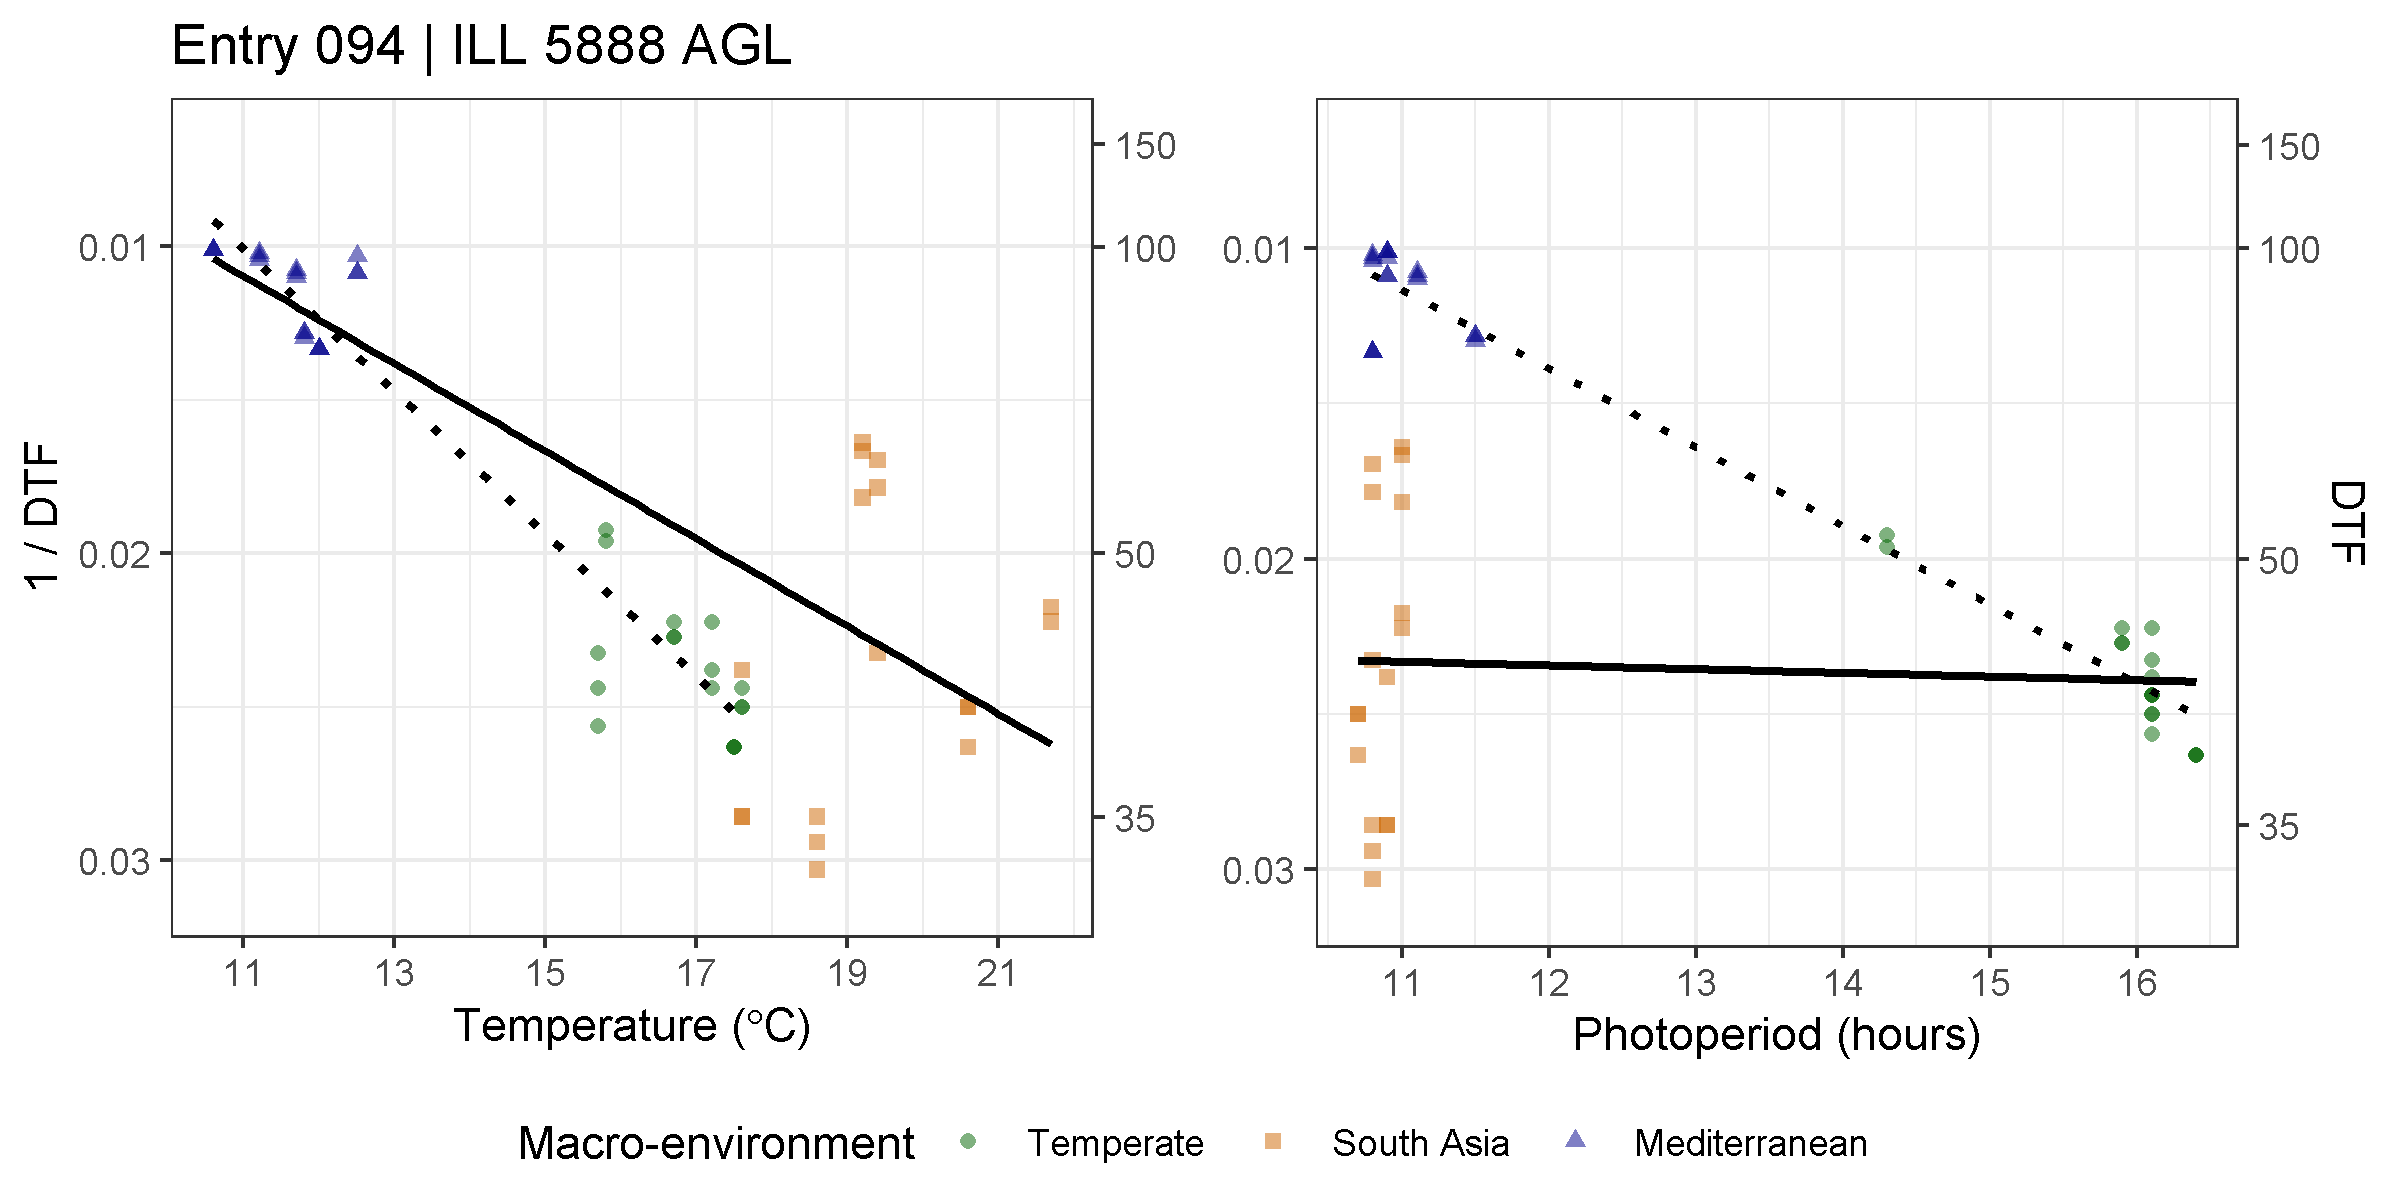 Entry 094 | ILL 5888 AGL
1 / DTF
0.01
0.02
0.03
150
100
50
35
11 13 15 17 19 21
Temperature (°C)
0.01
0.02
0.03
150
100
50
35
DTF
11 12 13 14 15 16
Photoperiod (hours)
Macro-environment Temperate South Asia Mediterranean